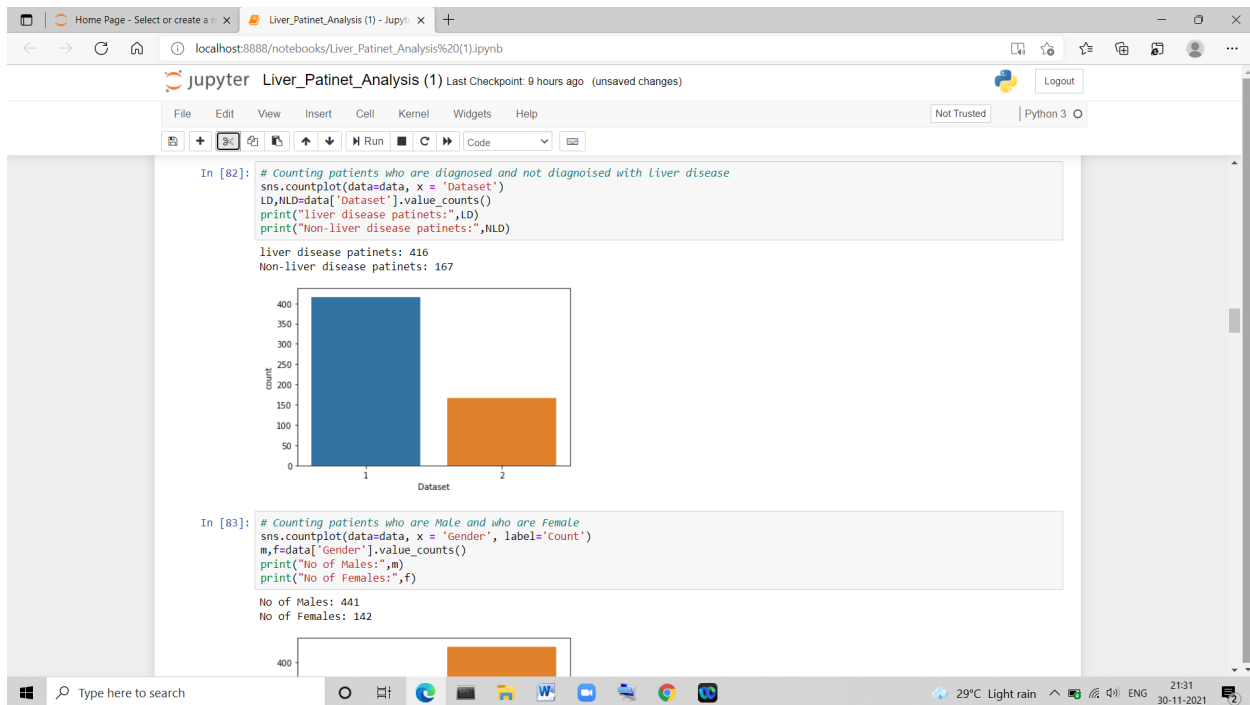 Home Page - Select or create a n
Liver_Patinet_Analysis (1) - Jupyt
localhost:8888/notebooks/Liver_Patinet_Analysis%20(1).ipynb
jupyter Liver_Patinet_Analysis (1) Last Checkpoint: 9 hours ago (unsaved changes)
Logout
File Edit View Insert Cell Kernel Widgets Help
Not Trusted
Python 3
Run
Code
In [82]: # Counting patients who are diagnosed and not diagnoised with liver disease
sns.countplot(data=data, x = 'Dataset')
LD,NLD=data['Dataset'].value_counts()
print("liver disease patinets:",LD)
print("Non-liver disease patinets:",NLD)
liver disease patinets: 416
Non-liver disease patinets: 167
400
350
300
250
200
150
100
50
0
count
1 2
Dataset
In [83]: # Counting patients who are Male and who are Female
sns.countplot(data=data, x = 'Gender', label='Count')
m,f=data['Gender'].value_counts()
print("No of Males:",m)
print("No of Females:",f)
No of Males: 441
No of Females: 142
400
Type here to search
29°C Light rain
ENG
21:31
30-11-2021
2